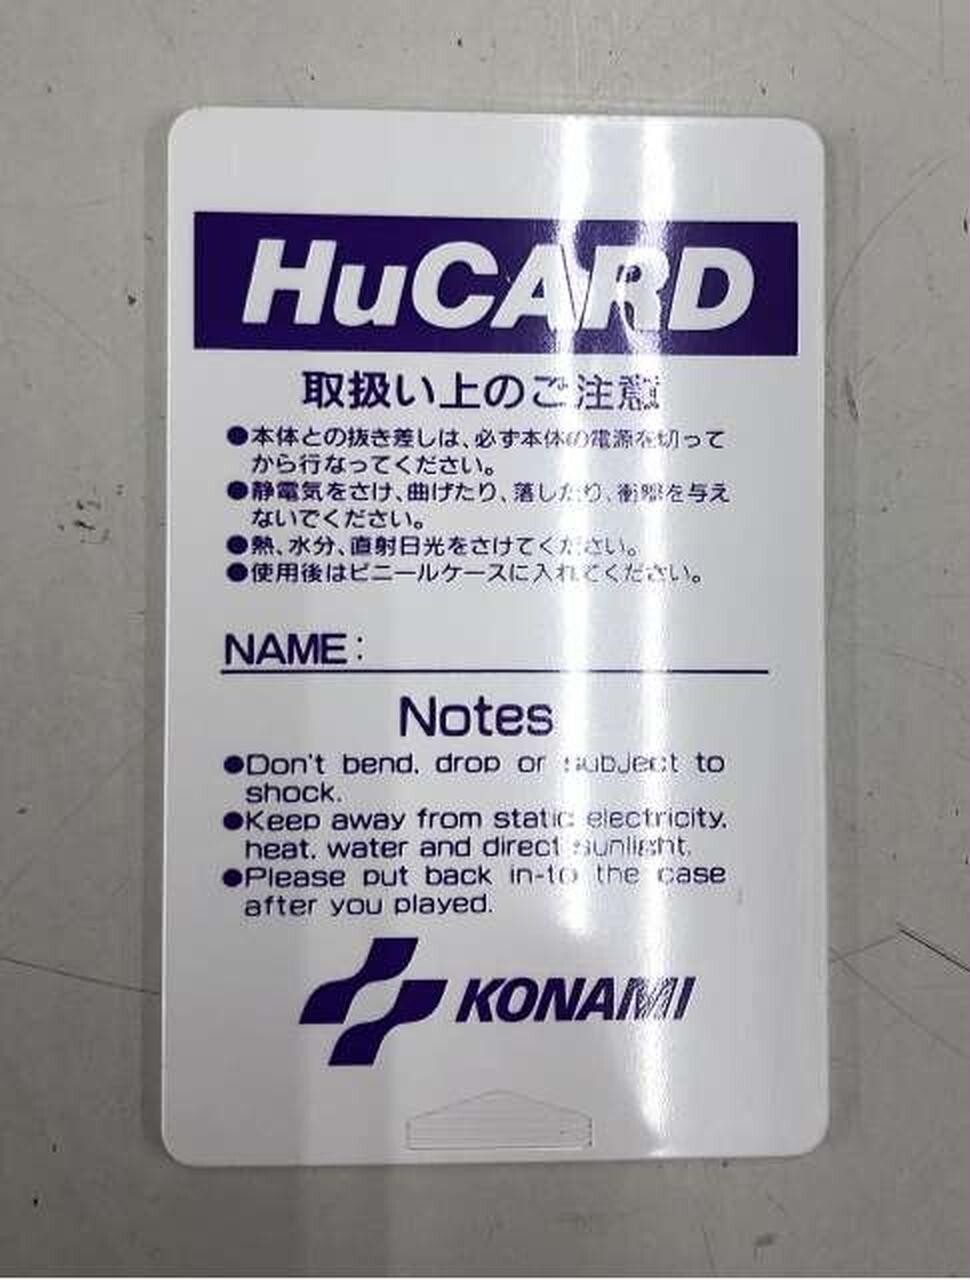 HuCARD
取扱い上のご注意
●本体との抜き差しは、必ず本体の電源を切って
から行なってください。
●静電気をさけ、曲げたり、落したり、衝撃を与え
ないでください。
●熱、水分、直射日光をさけてください。
●使用後はビニールケースに入れてください。
NAME:
Notes
●Don't bend, drop or subject to
shock.
●Keep away from static electricity,
heat, water and direct sunlight.
●Please put back in-to the case
after you played.
KONAMI